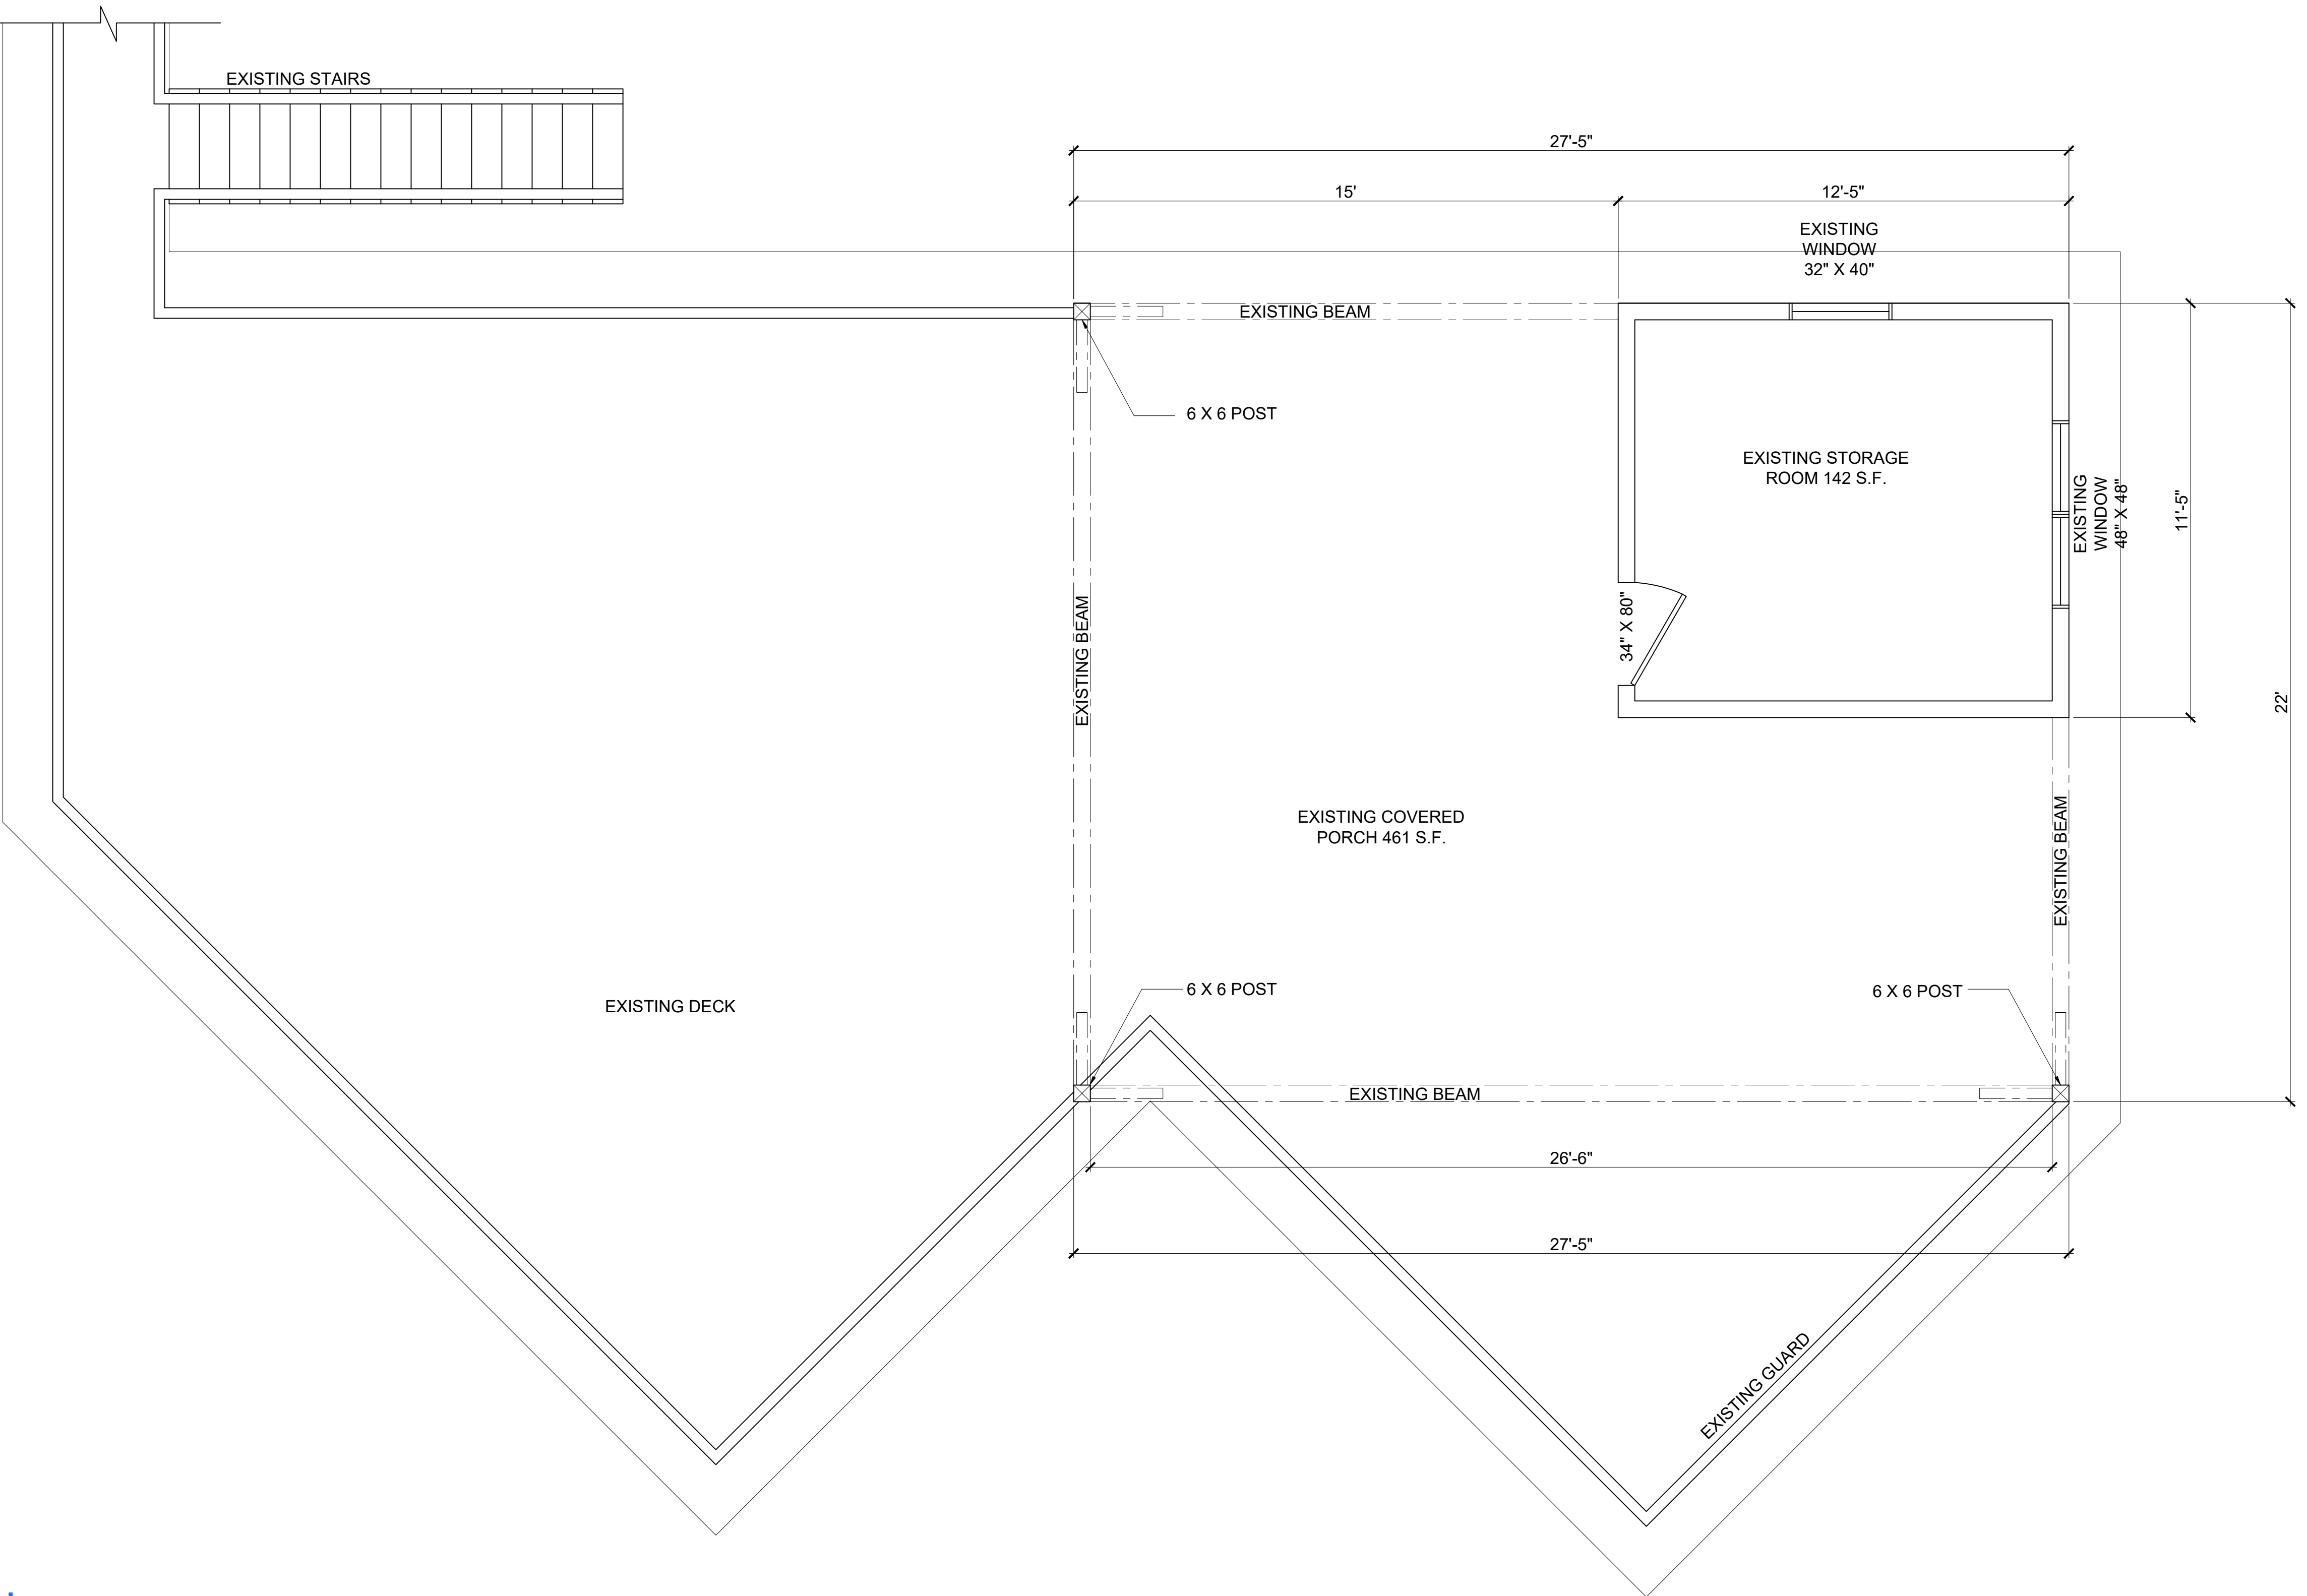 EXISTING STAIRS
27'-5"
15'
12'-5"
EXISTING
WINDOW
32" X 40"
EXISTING BEAM
6 X 6 POST
EXISTING STORAGE
ROOM 142 S.F.
EXISTING
WINDOW
48" X 48"
11'-5"
34" X 80"
EXISTING BEAM
22'
EXISTING COVERED
PORCH 461 S.F.
EXISTING BEAM
EXISTING DECK
6 X 6 POST
6 X 6 POST
EXISTING BEAM
26'-6"
27'-5"
EXISTING GUARD